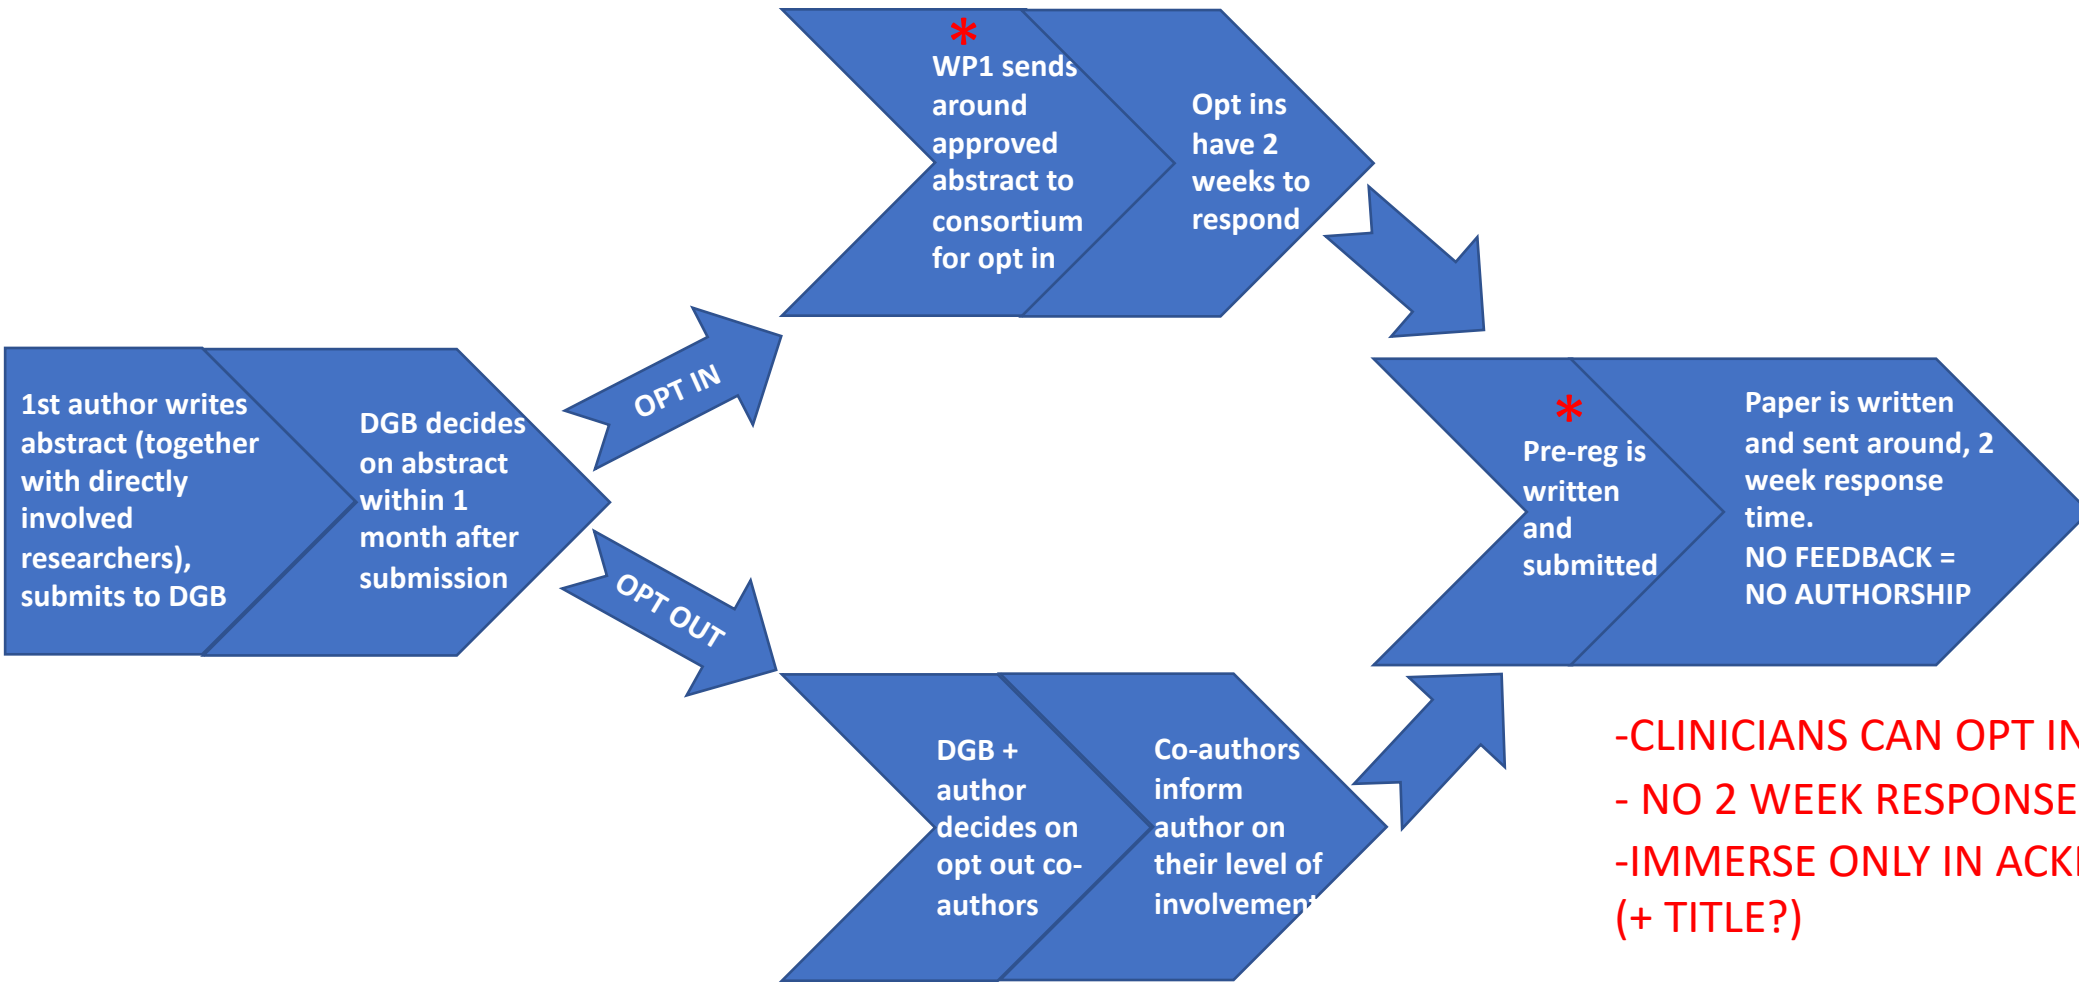 1st author writes
abstract (together
with directly
involved
researchers),
submits to DGB
DGB decides
on abstract
within 1
month after
submission
OPT IN
*
WP1 sends
around
approved
abstract to
consortium
for opt in
Opt ins
have 2
weeks to
respond
OPT OUT
DGB +
author
decides on
opt out co-
authors
Co-authors
inform
author on
their level of
involvement
*
Pre-reg is
written
and
submitted
Paper is written
and sent around, 2
week response
time.
NO FEEDBACK =
NO AUTHORSHIP
-CLINICIANS CAN OPT IN
- NO 2 WEEK RESPONSE
-IMMERSE ONLY IN
(+ TITLE?)